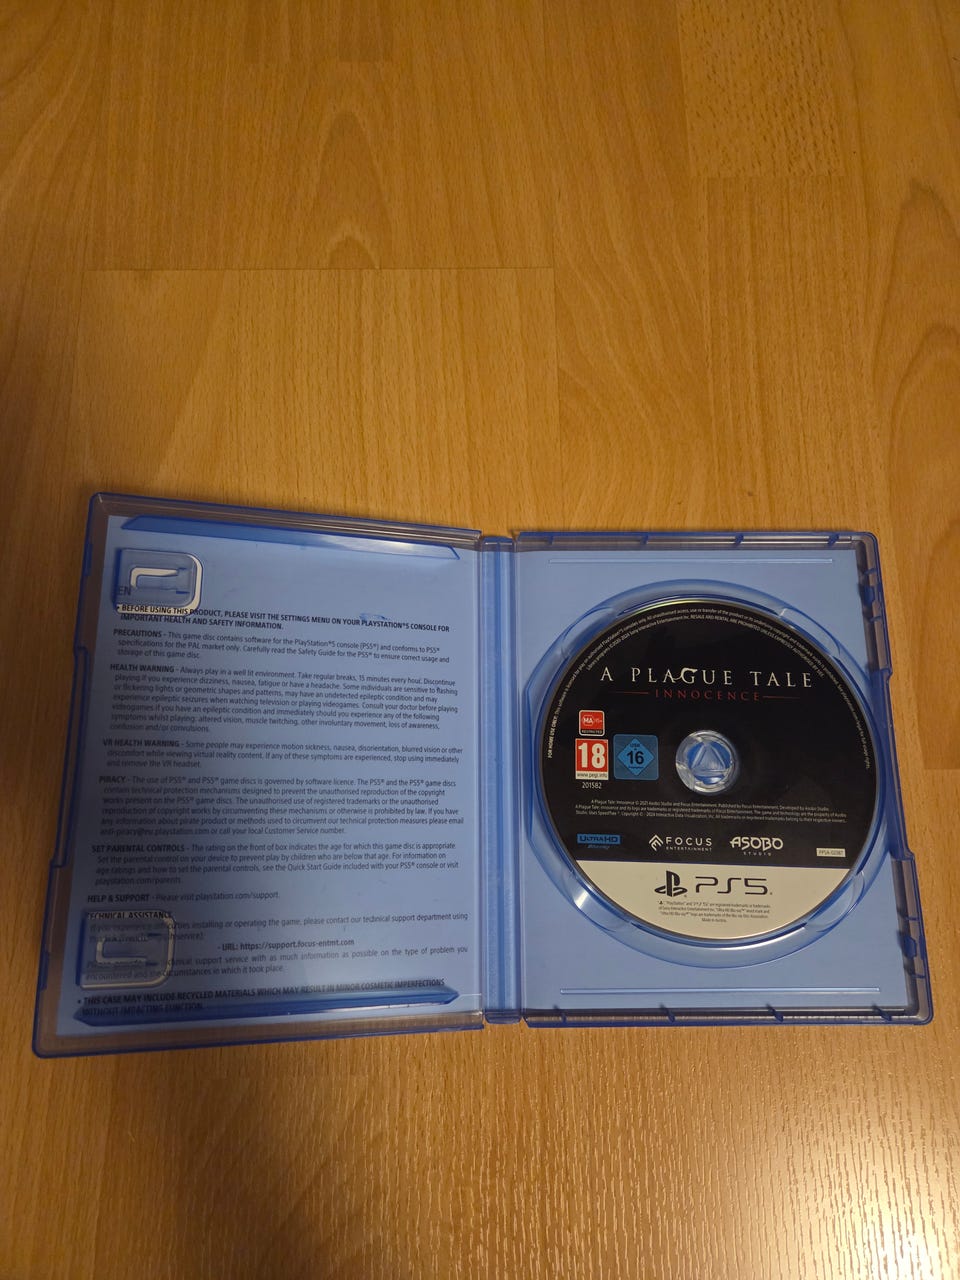 EN
• BEFORE USING THIS PRODUCT, PLEASE VISIT THE SETTINGS MENU ON YOUR PLAYSTATION®5 CONSOLE FOR
IMPORTANT HEALTH AND SAFETY INFORMATION.
PRECAUTIONS - This game disc contains software for the PlayStation®5 console (PS5®) and conforms to PS5®
specifications for the PAL market only. Carefully read the Safety Guide for the PS5® to ensure correct usage and
storage of this game disc.
HEALTH WARNING - Always play in a well lit environment. Take regular breaks, 15 minutes every hour. Discontinue
playing if you experience dizziness, nausea, fatigue or have a headache. Some individuals are sensitive to flashing
or flickering lights or geometric shapes and patterns, may have an undetected epileptic condition and may
experience epileptic seizures when watching television or playing videogames. Consult your doctor before playing
videogames if you have an epileptic condition and immediately should you experience any of the following
symptoms whilst playing: altered vision, muscle twitching, other involuntary movement, loss of awareness,
confusion and/or convulsions.
VR HEALTH WARNING - Some people may experience motion sickness, nausea, disorientation, blurred vision or other
discomfort while viewing virtual reality content. If any of these symptoms are experienced, stop using immediately
and remove the VR headset.
PIRACY - The use of PS5® and PS5® game discs is governed by software licence. The PS5® and the PS5® game discs
contain technical protection mechanisms designed to prevent the unauthorised reproduction of the copyright
works present on the PS5® game discs. The unauthorised use of registered trademarks or the unauthorised
reproduction of copyright works by circumventing these mechanisms or otherwise is prohibited by law. If you have
any information about pirate product or methods used to circumvent our technical protection measures please email
anti-piracy@eu.playstation.com or call your local Customer Service number.
SET PARENTAL CONTROLS - The rating on the front of box indicates the age for which this game disc is appropriate.
Set the parental control on your device to prevent play by children who are below that age. For information on
age ratings and how to set the parental controls, see the Quick Start Guide included with your PS5® console or visit
playstation.com/parents.
HELP & SUPPORT - Please visit playstation.com/support.
TECHNICAL ASSISTANCE
If you experience difficulties installing or operating the game, please contact our technical support department using
- URL: https://support.focus-entmt.com
technical support service with as much information as possible on the type of problem you
encountered and the circumstances in which it took place.
• THIS CASE MAY INCLUDE RECYCLED MATERIALS WHICH MAY RESULT IN MINOR COSMETIC IMPERFECTIONS
WITHOUT IMPACTING FUNCTION.
FOR HOME USE ONLY:
A PLAGUE TALE
INNOCENCE
MA 15+
RESTRICTED
18
www.pegi.info
USK
16
201582
ULTRA HD
Blu-ray
FOCUS
ENTERTAINMENT
ASOBO
STUDIO
PS5
Made in Austria.